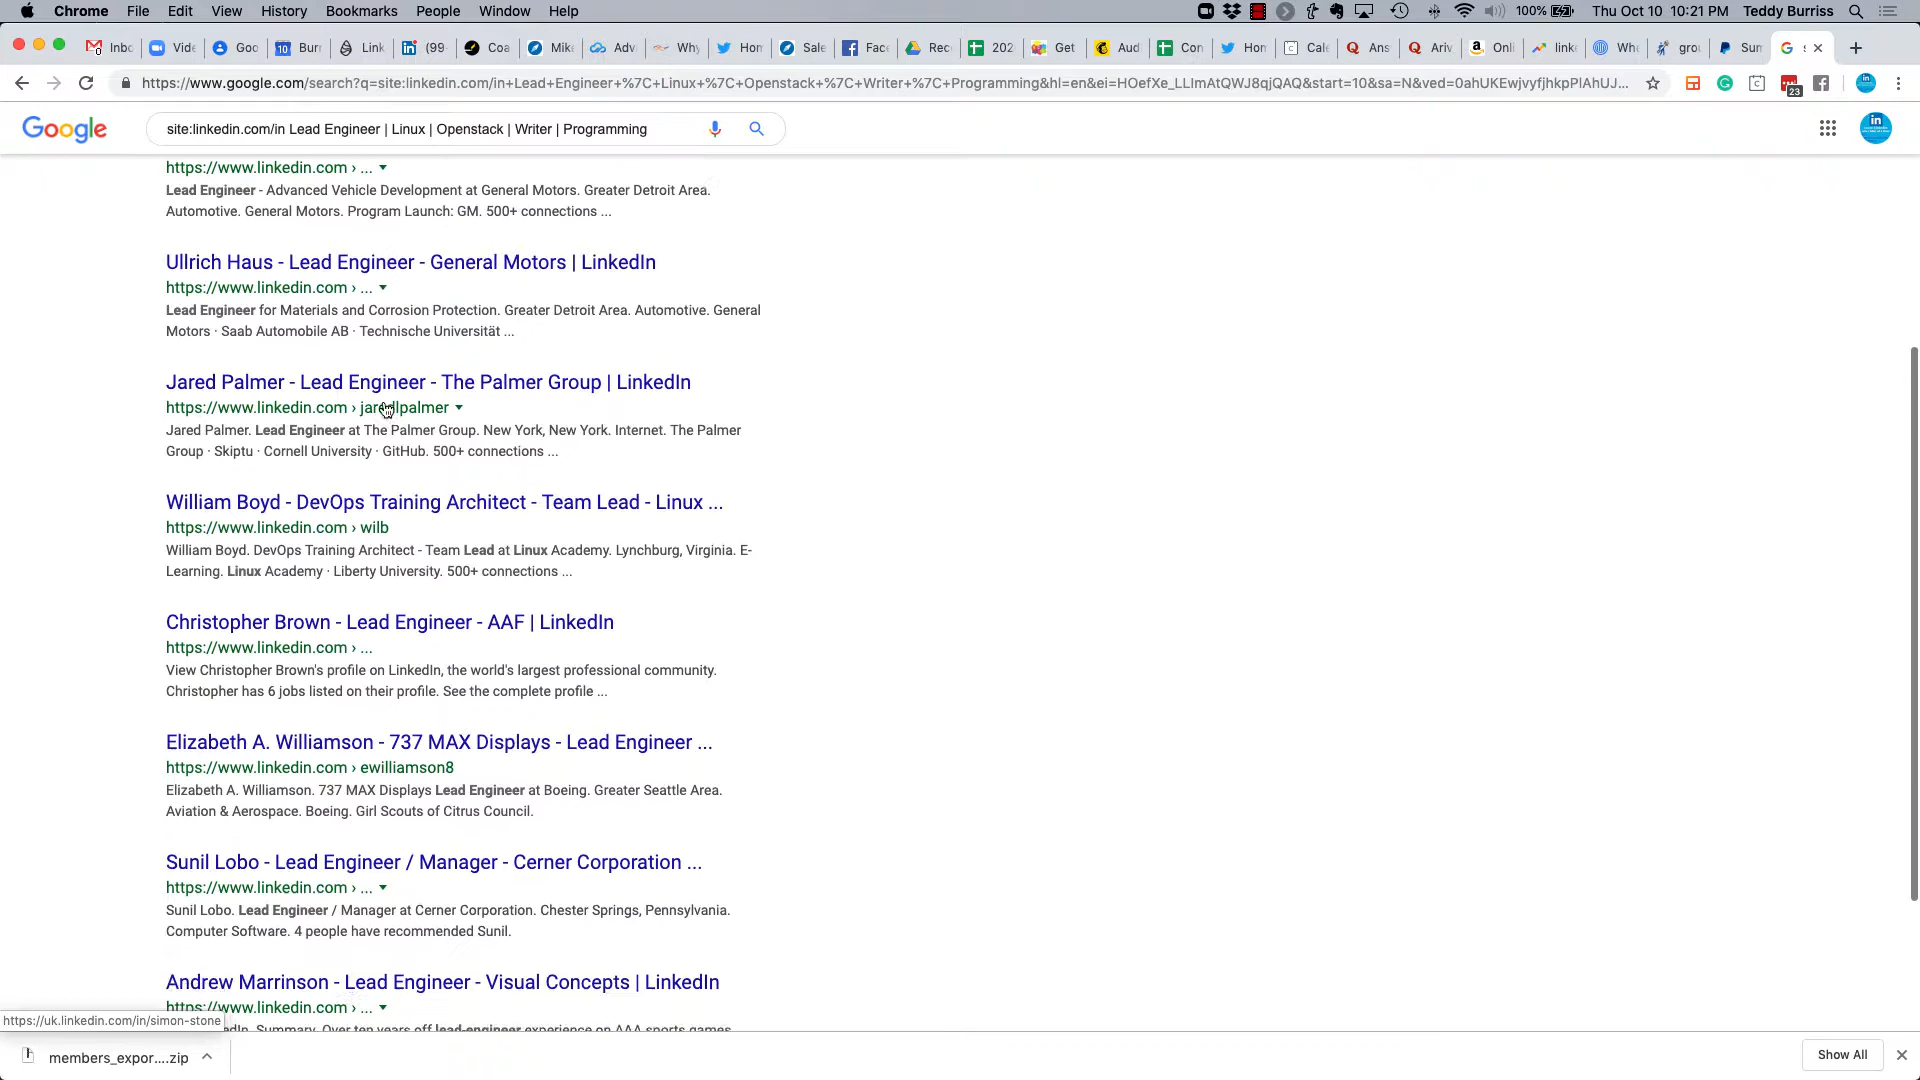 Chrome File Edit View History Bookmarks People Window Help 100% Thu Oct 10 10:21 PM Teddy Burriss
Inbc Vide Goo 10 Burr Link (99 Coa Mike Adv Why Hom Sale Face Rec 202 Get Aud Con Hom Cale Ans Ariv Onli linke Whe grou Sum s
https://www.google.com/search?q=site:linkedin.com/in+Lead+Engineer+%7C+Linux+%7C+Openstack+%7C+Writer+%7C+Programming&hl=en&ei=HOefXe_LLImAtQWJ8qjQAQ&start=10&sa=N&ved=0ahUKEwjvyfjhkpPlAhUJ... 23
Google site:linkedin.com/in Lead Engineer | Linux | Openstack | Writer | Programming in
https://www.linkedin.com › ...
Lead Engineer - Advanced Vehicle Development at General Motors. Greater Detroit Area.
Automotive. General Motors. Program Launch: GM. 500+ connections ...
Ullrich Haus - Lead Engineer - General Motors | LinkedIn
https://www.linkedin.com › ...
Lead Engineer for Materials and Corrosion Protection. Greater Detroit Area. Automotive. General
Motors · Saab Automobile AB · Technische Universität ...
Jared Palmer - Lead Engineer - The Palmer Group | LinkedIn
https://www.linkedin.com › jaredlpalmer
Jared Palmer. Lead Engineer at The Palmer Group. New York, New York. Internet. The Palmer
Group · Skiptu · Cornell University · GitHub. 500+ connections ...
William Boyd - DevOps Training Architect - Team Lead - Linux ...
https://www.linkedin.com › wilb
William Boyd. DevOps Training Architect - Team Lead at Linux Academy. Lynchburg, Virginia. E-
Learning. Linux Academy · Liberty University. 500+ connections ...
Christopher Brown - Lead Engineer - AAF | LinkedIn
https://www.linkedin.com › ...
View Christopher Brown's profile on LinkedIn, the world's largest professional community.
Christopher has 6 jobs listed on their profile. See the complete profile ...
Elizabeth A. Williamson - 737 MAX Displays - Lead Engineer ...
https://www.linkedin.com › ewilliamson8
Elizabeth A. Williamson. 737 MAX Displays Lead Engineer at Boeing. Greater Seattle Area.
Aviation & Aerospace. Boeing. Girl Scouts of Citrus Council.
Sunil Lobo - Lead Engineer / Manager - Cerner Corporation ...
https://www.linkedin.com › ...
Sunil Lobo. Lead Engineer / Manager at Cerner Corporation. Chester Springs, Pennsylvania.
Computer Software. 4 people have recommended Sunil.
Andrew Marrinson - Lead Engineer - Visual Concepts | LinkedIn
https://www.linkedin.com › ...
https://uk.linkedin.com/in/simon-stone
Summary. Over ten years off lead-engineer experience on AAA sports games
members_expor....zip Show All